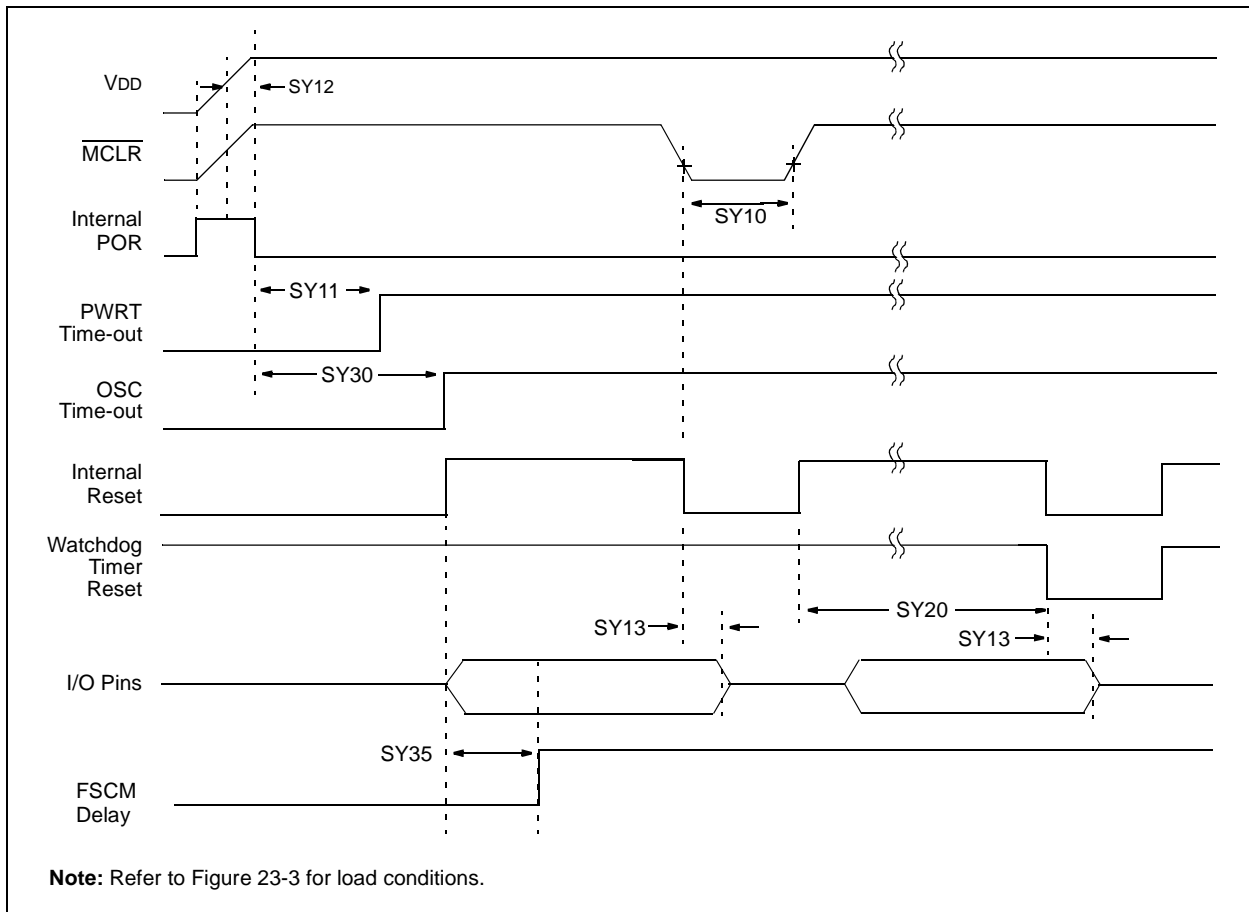 VDD
SY12
MCLR
SY10
Internal
POR
SY11
PWRT
Time-out
SY30
OSC
Time-out
Internal
Reset
Watchdog
Timer
Reset
SY20
SY13
SY13
I/O Pins
SY35
FSCM
Delay
Note: Refer to Figure 23-3 for load conditions.